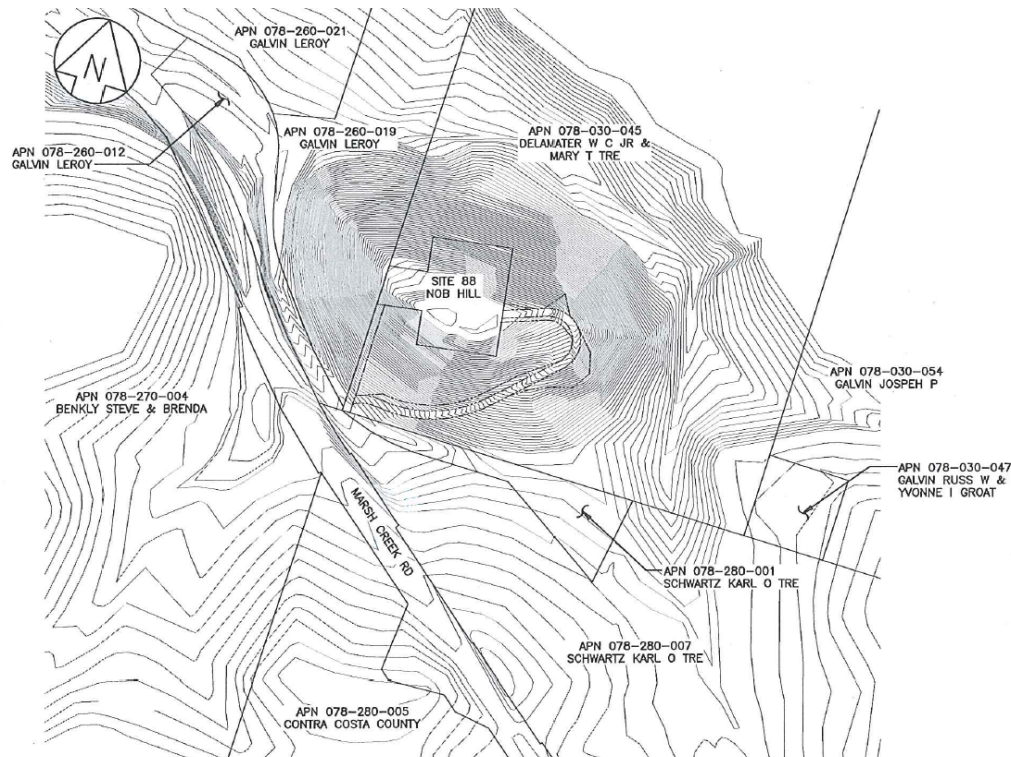 APN 078-260-021
GALVIN LEROY
N
APN 078-260-019
GALVIN LEROY
APN 078-030-045
DELAMATER W C JR &
MARY T TRE
APN 078-260-012
GALVIN LEROY
SITE 88
NOB HILL
APN 078-030-054
GALVIN JOSPEH P
APN 078-270-004
BENKLY STEVE & BRENDA
APN 078-030-047
GALVIN RUSS W &
YVONNE I GROAT
MARSH CREEK RD
APN 078-280-001
SCHWARTZ KARL O TRE
APN 078-280-007
SCHWARTZ KARL O TRE
APN 078-280-005
CONTRA COSTA COUNTY